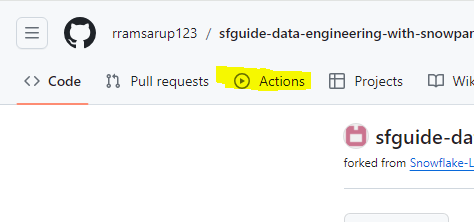 rramsarup123 / sfguide-data-engineering-with-snowpar
Code Pull requests Actions Projects Wik
sfguide-da
forked from Snowflake-L